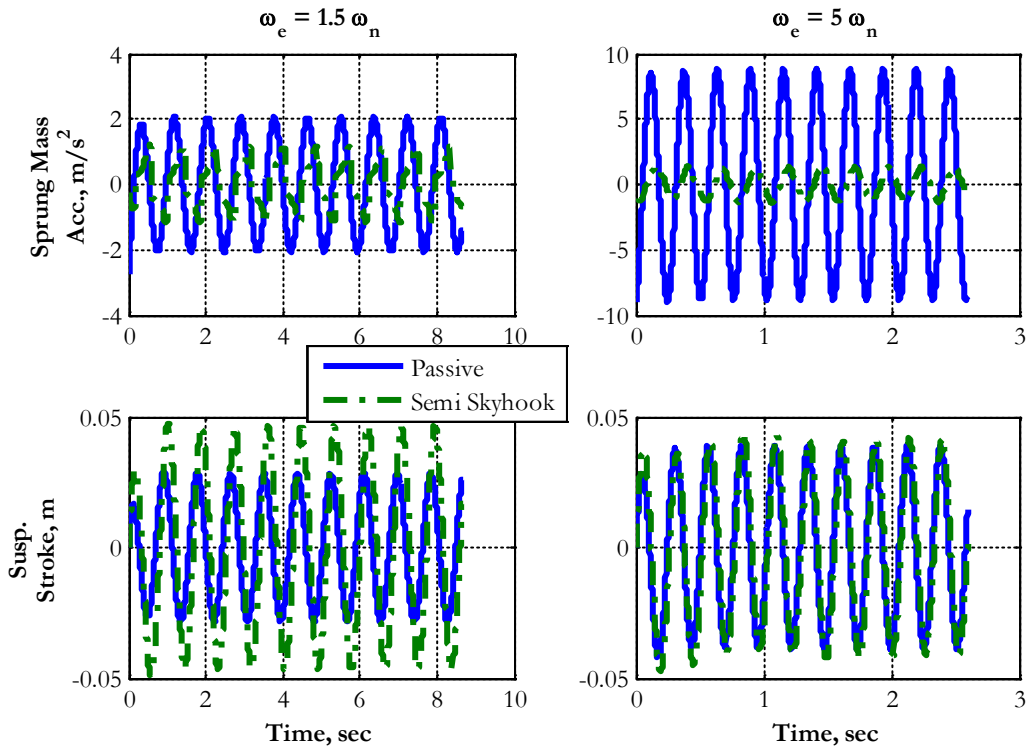 ωe = 1.5 ωn
ωe = 5 ωn
Sprung Mass
Acc., m/s2
4
2
0
-2
-4
0 2 4 6 8 10
10
5
0
-5
-10
0 1 2 3
Passive
Semi Skyhook
Susp.
Stroke, m
0.05
0
-0.05
0 2 4 6 8 10
Time, sec
0.05
0
-0.05
0 1 2 3
Time, sec